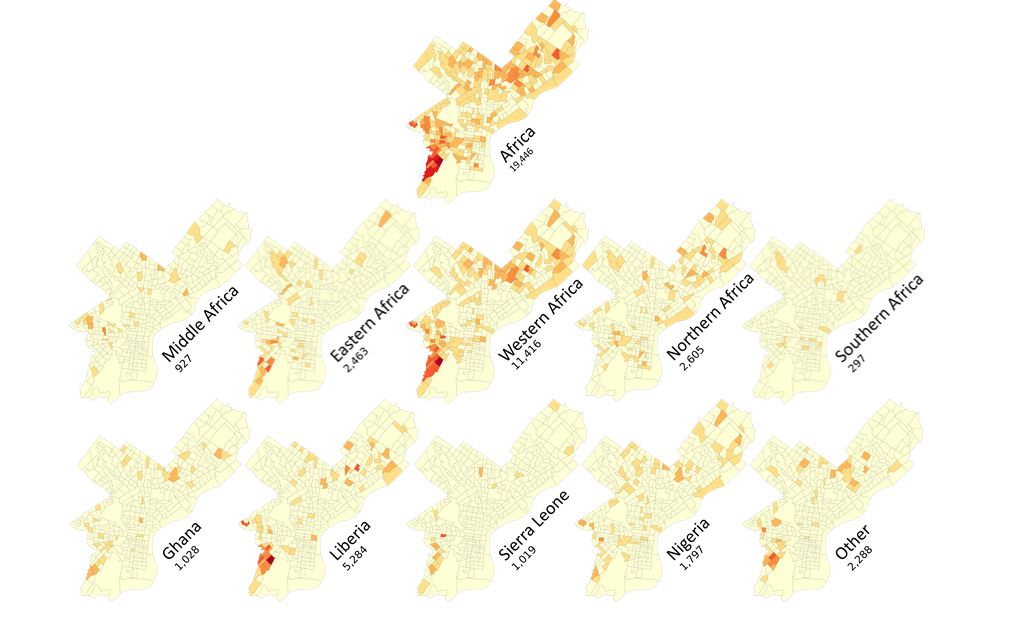 Africa
19,446
Middle Africa
927
Eastern Africa
2,463
Western Africa
11,416
Northern Africa
2,605
Southern Africa
297
Ghana
1,028
Liberia
5,284
Sierra Leone
1,019
Nigeria
1,797
Other
2,288